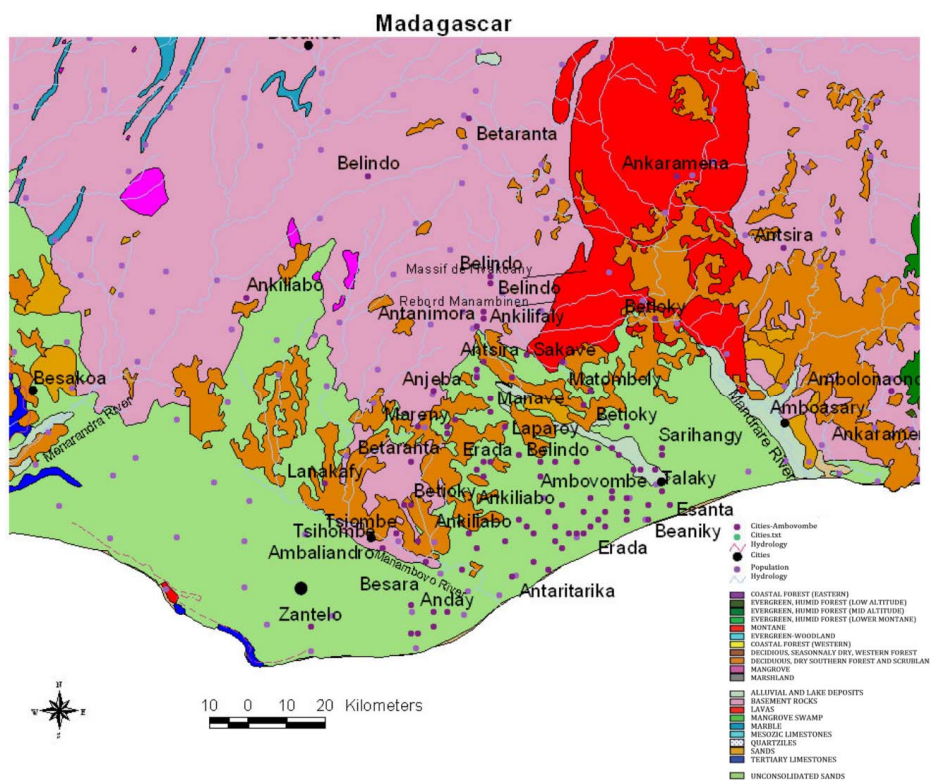 Madagascar
Betaranta
Belindo
Ankaramena
Antsira
Belindo
Massif de l'Ivakoany
Ankiliabo
Belindo
Rebord Manambinen
Betioky
Antanimora
Ankilifaly
Antsira
Sakave
Besakoa
Anjeba
Matomboly
Ambolonaond
Menarandra River
Manave
Mandrare River
Amboasary
Mareny
Betioky
Laparoy
Ankaramen
Betaranta
Erada
Belindo
Sarihangy
Lanakafy
Betioky
Ankiliabo
Ambovombe
Talaky
Tsiombe
Ankiliabo
Esanta
Tsihombe
Beaniky
Ambaliandro
Erada
Manambovo River
Besara
Antaritarika
Anday
Zantelo
Cities-Ambovombe
Cities.txt
Hydrology
Cities
Population
Hydrology
COASTAL FOREST (EASTERN)
EVERGREEN, HUMID FOREST (LOW ALTITUDE)
EVERGREEN, HUMID FOREST (MID ALTITUDE)
EVERGREEN, HUMID FOREST (LOWER MONTANE)
MONTANE
EVERGREEN-WOODLAND
COASTAL FOREST (WESTERN)
DECIDIOUS, SEASONNALY DRY, WESTERN FOREST
DECIDUOUS, DRY SOUTHERN FOREST AND SCRUBLAN
MANGROVE
MARSHLAND
ALLUVIAL AND LAKE DEPOSITS
BASEMENT ROCKS
LAVAS
MANGROVE SWAMP
MARBLE
MESOZIC LIMESTONES
QUARTZILES
SANDS
TERTIARY LIMESTONES
UNCONSOLIDATED SANDS
N
W E
S
10 0 10 20 Kilometers